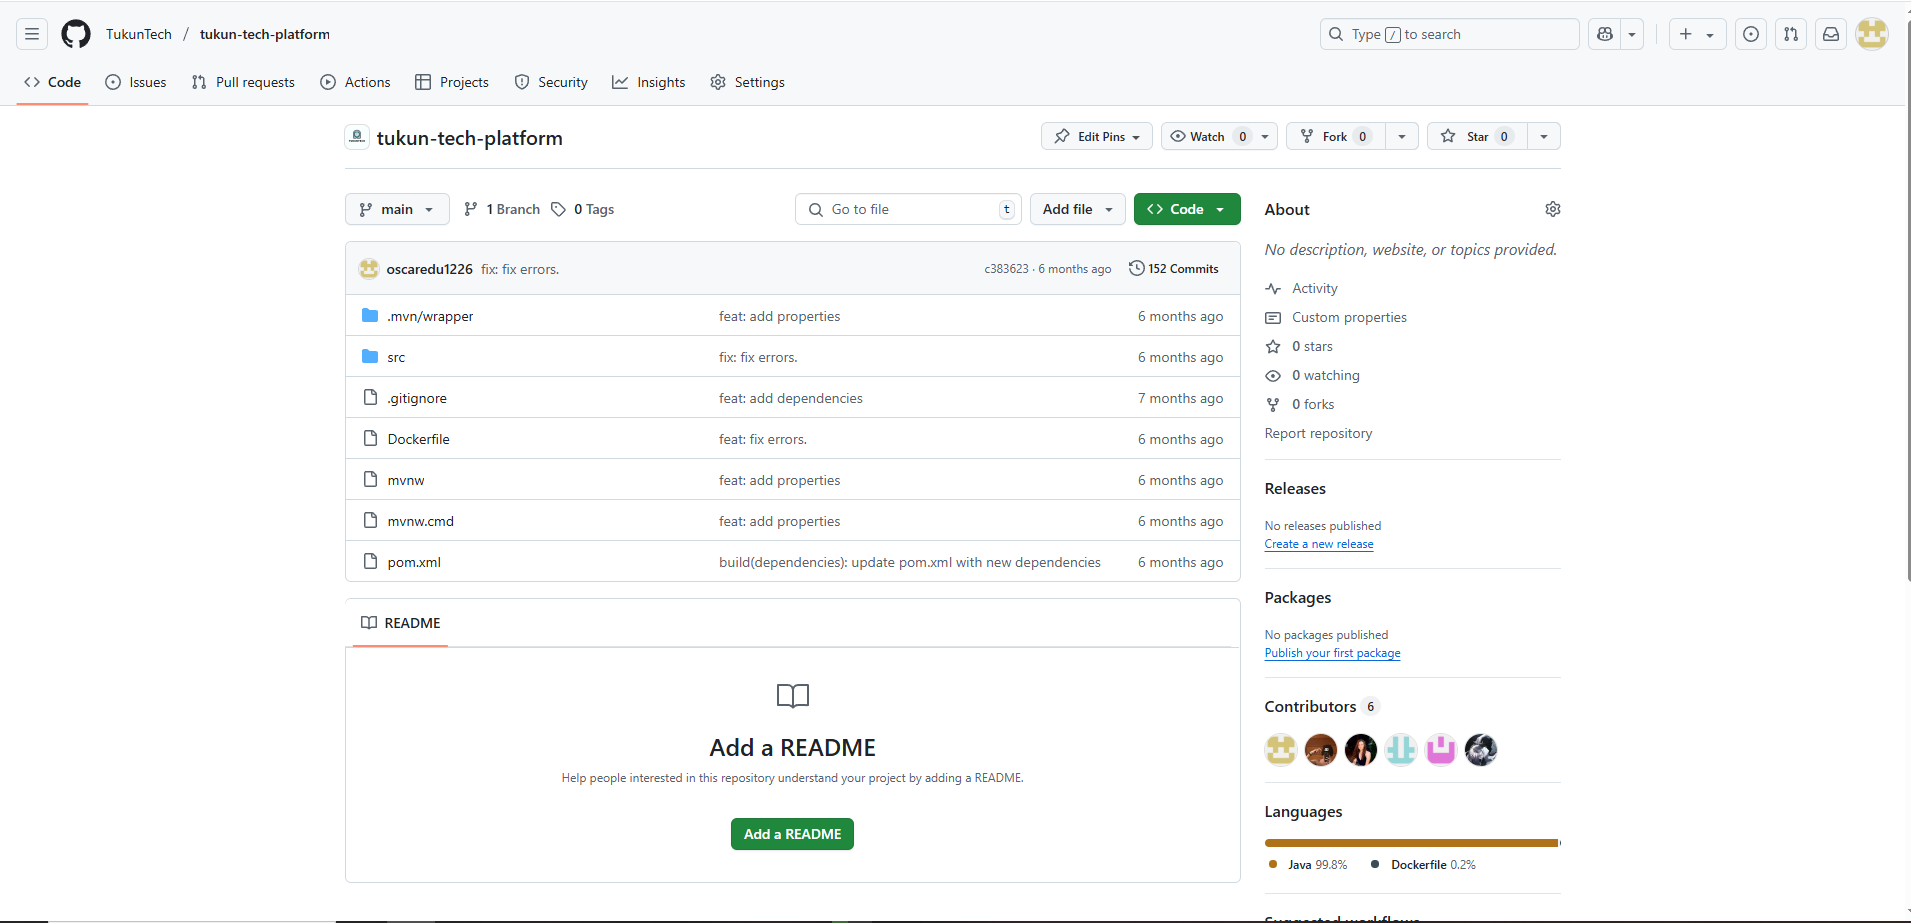 TukunTech / tukun-tech-platform
Type / to search
Code
Issues
Pull requests
Actions
Projects
Security
Insights
Settings
tukun-tech-platform
Edit Pins
Watch 0
Fork 0
Star 0
main
1 Branch
0 Tags
Go to file
t
Add file
Code
oscaredu1226 fix: fix errors.
c383623 · 6 months ago
152 Commits
.mvn/wrapper feat: add properties 6 months ago
src fix: fix errors. 6 months ago
.gitignore feat: add dependencies 7 months ago
Dockerfile feat: fix errors. 6 months ago
mvnw feat: add properties 6 months ago
mvnw.cmd feat: add properties 6 months ago
pom.xml build(dependencies): update pom.xml with new dependencies 6 months ago
README
Add a README
Help people interested in this repository understand your project by adding a README.
Add a README
About
No description, website, or topics provided.
Activity
Custom properties
0 stars
0 watching
0 forks
Report repository
Releases
No releases published
Create a new release
Packages
No packages published
Publish your first package
Contributors 6
Languages
Java 99.8%
Dockerfile 0.2%
Suggested workflows